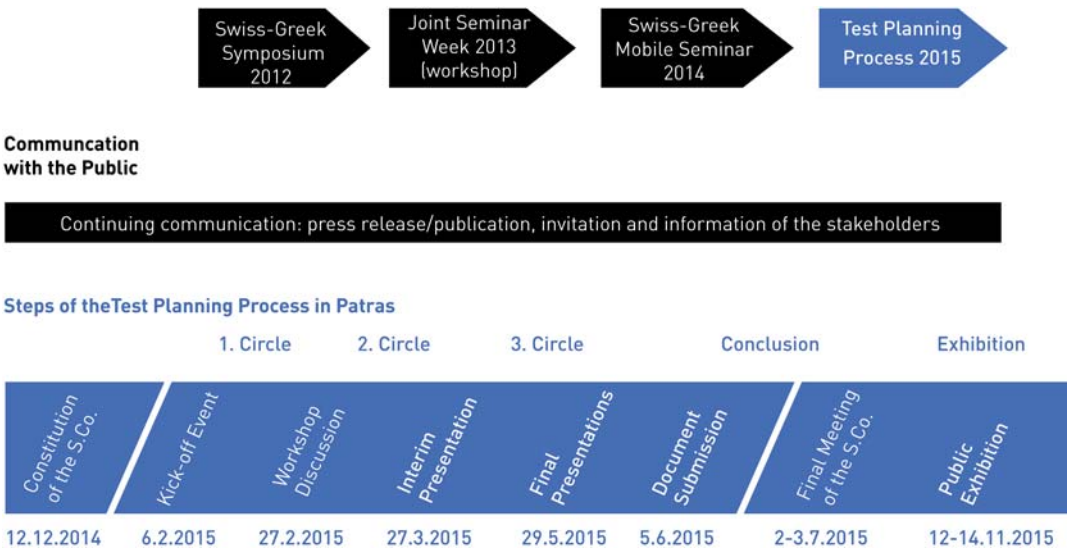 Swiss-Greek
Symposium
2012
Joint Seminar
Week 2013
(workshop)
Swiss-Greek
Mobile Seminar
2014
Test Planning
Process 2015
Communcation
with the Public
Continuing communication: press release/publication, invitation and information of the stakeholders
Steps of theTest Planning Process in Patras
1. Circle
2. Circle
3. Circle
Conclusion
Exhibition
Constitution
of the S.Co.
Kick-off Event
Workshop
Discussion
Interim
Presentation
Final
Presentations
Document
Submission
Final Meeting
of the S.Co.
Public
Exhibition
12.12.2014
6.2.2015
27.2.2015
27.3.2015
29.5.2015
5.6.2015
2-3.7.2015
12-14.11.2015